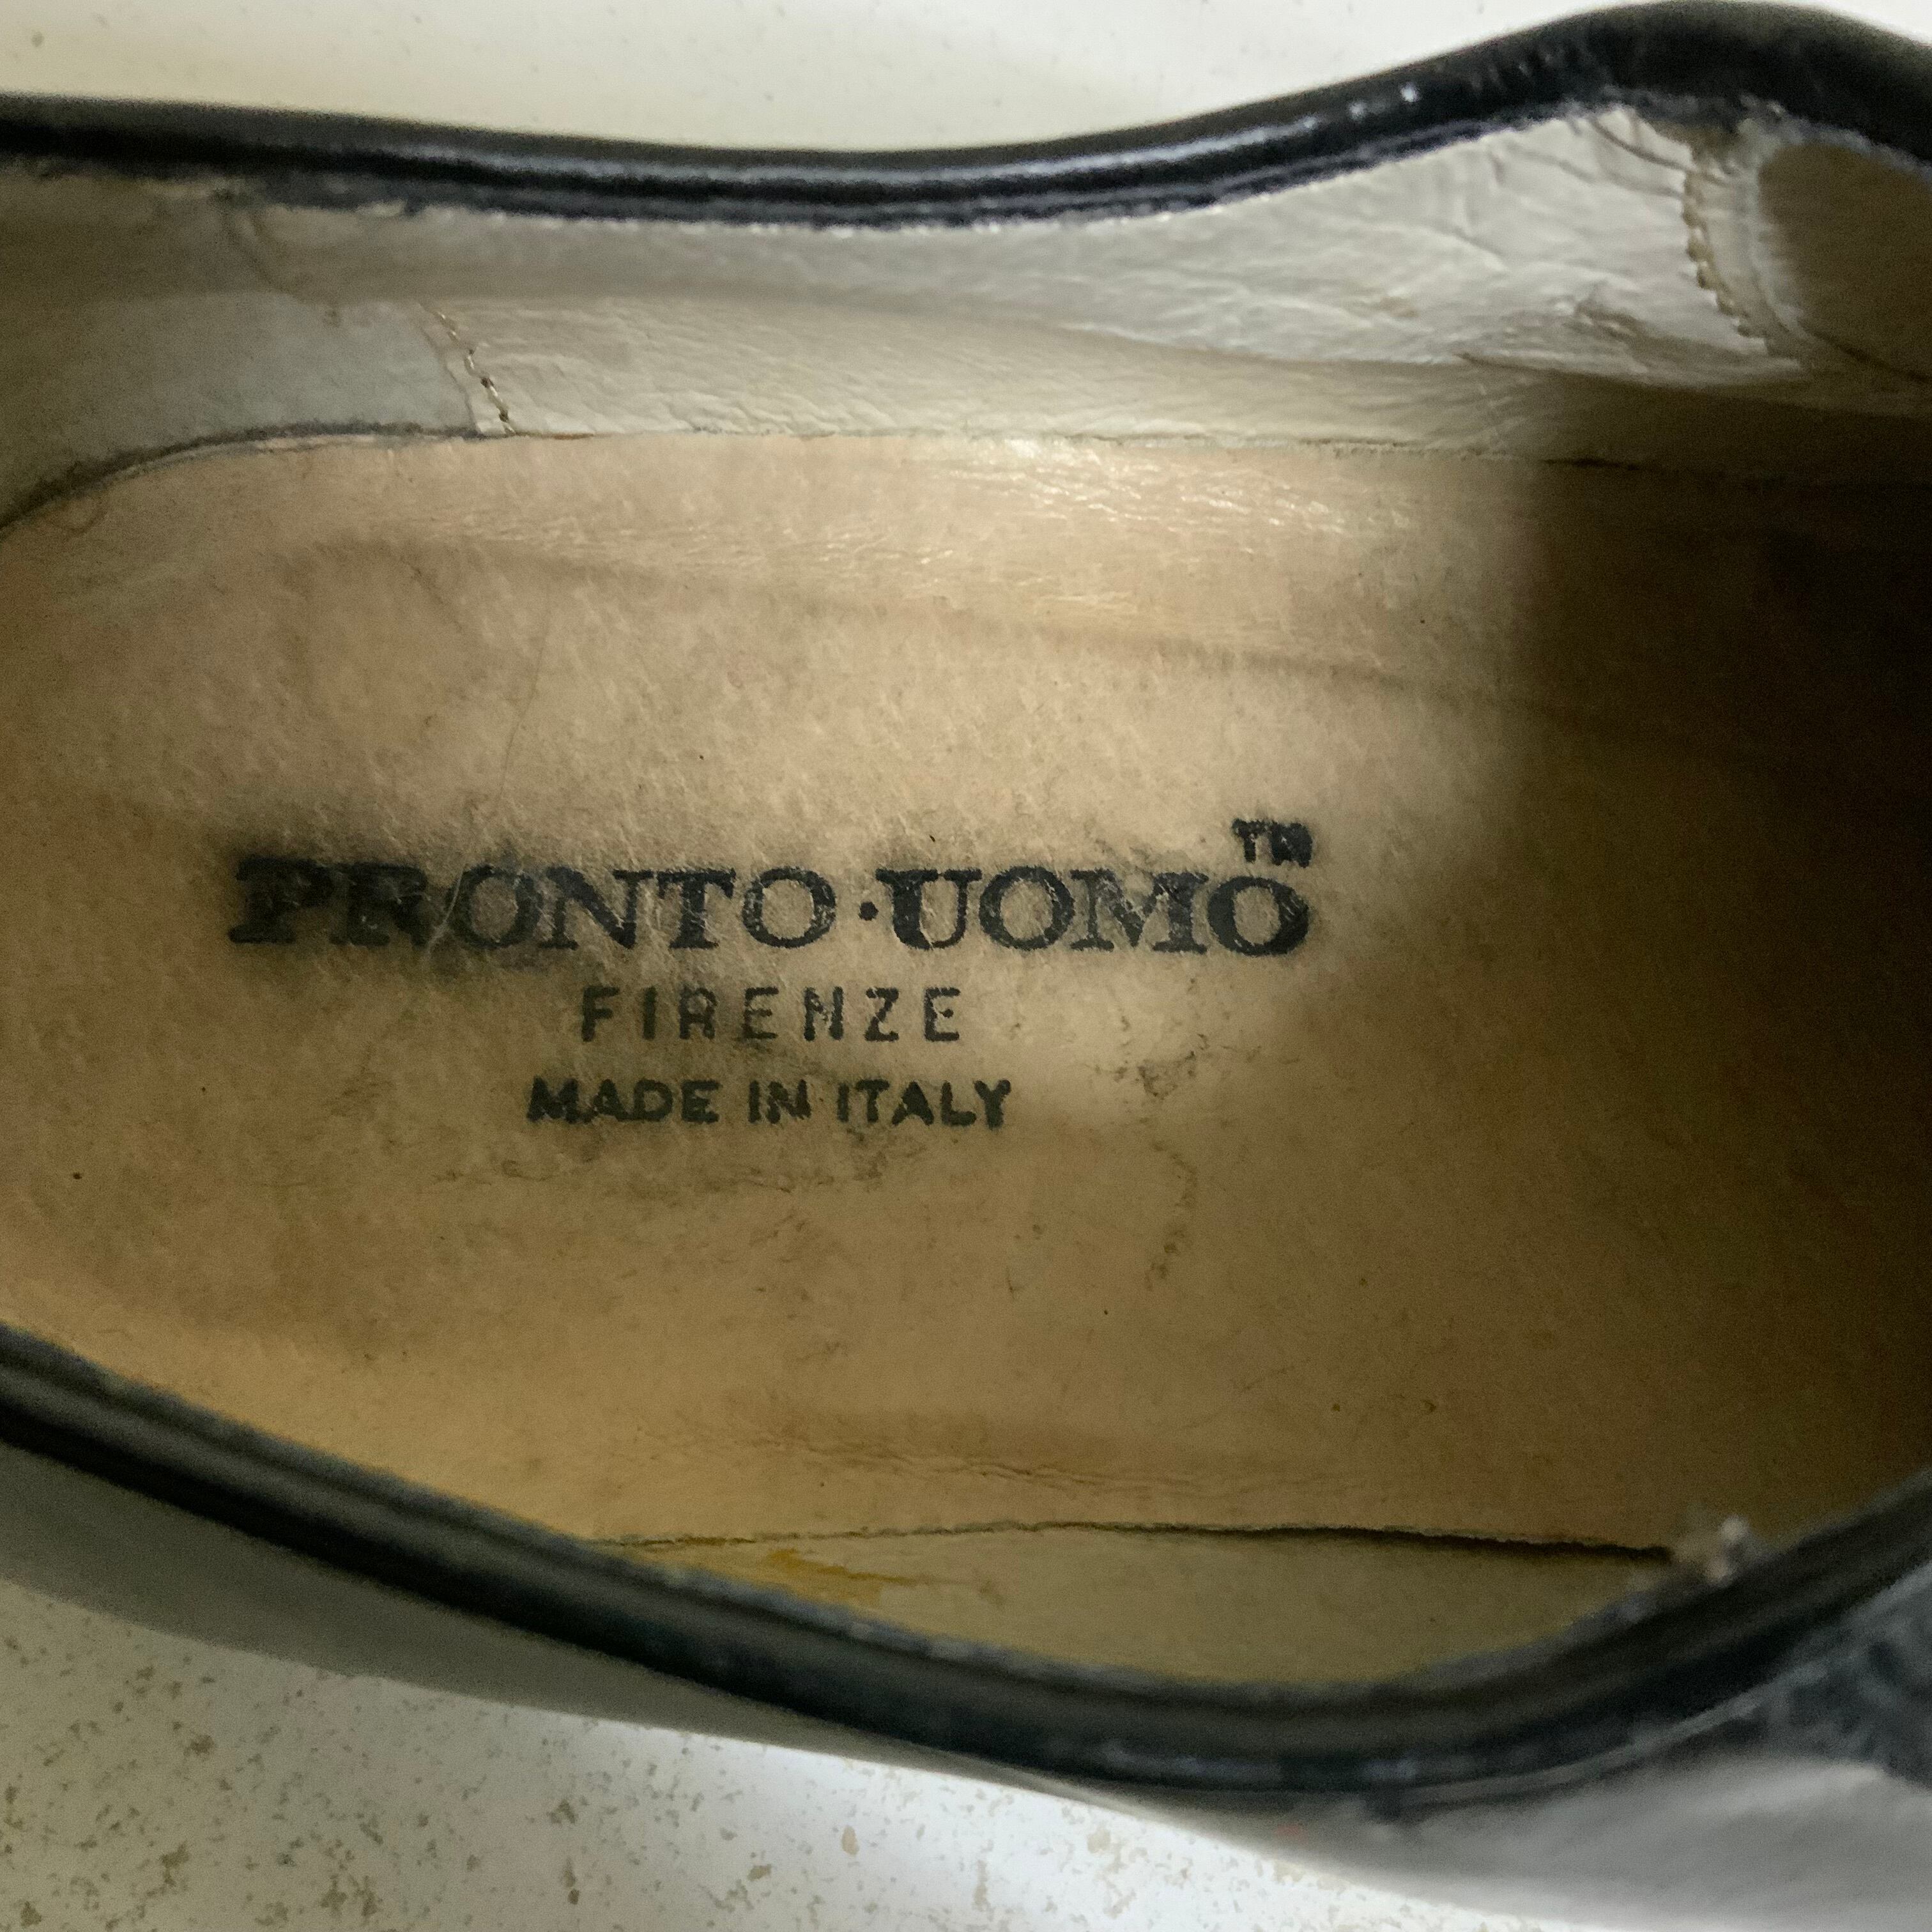 PRONTO·UOMO™
FIRENZE
MADE IN ITALY